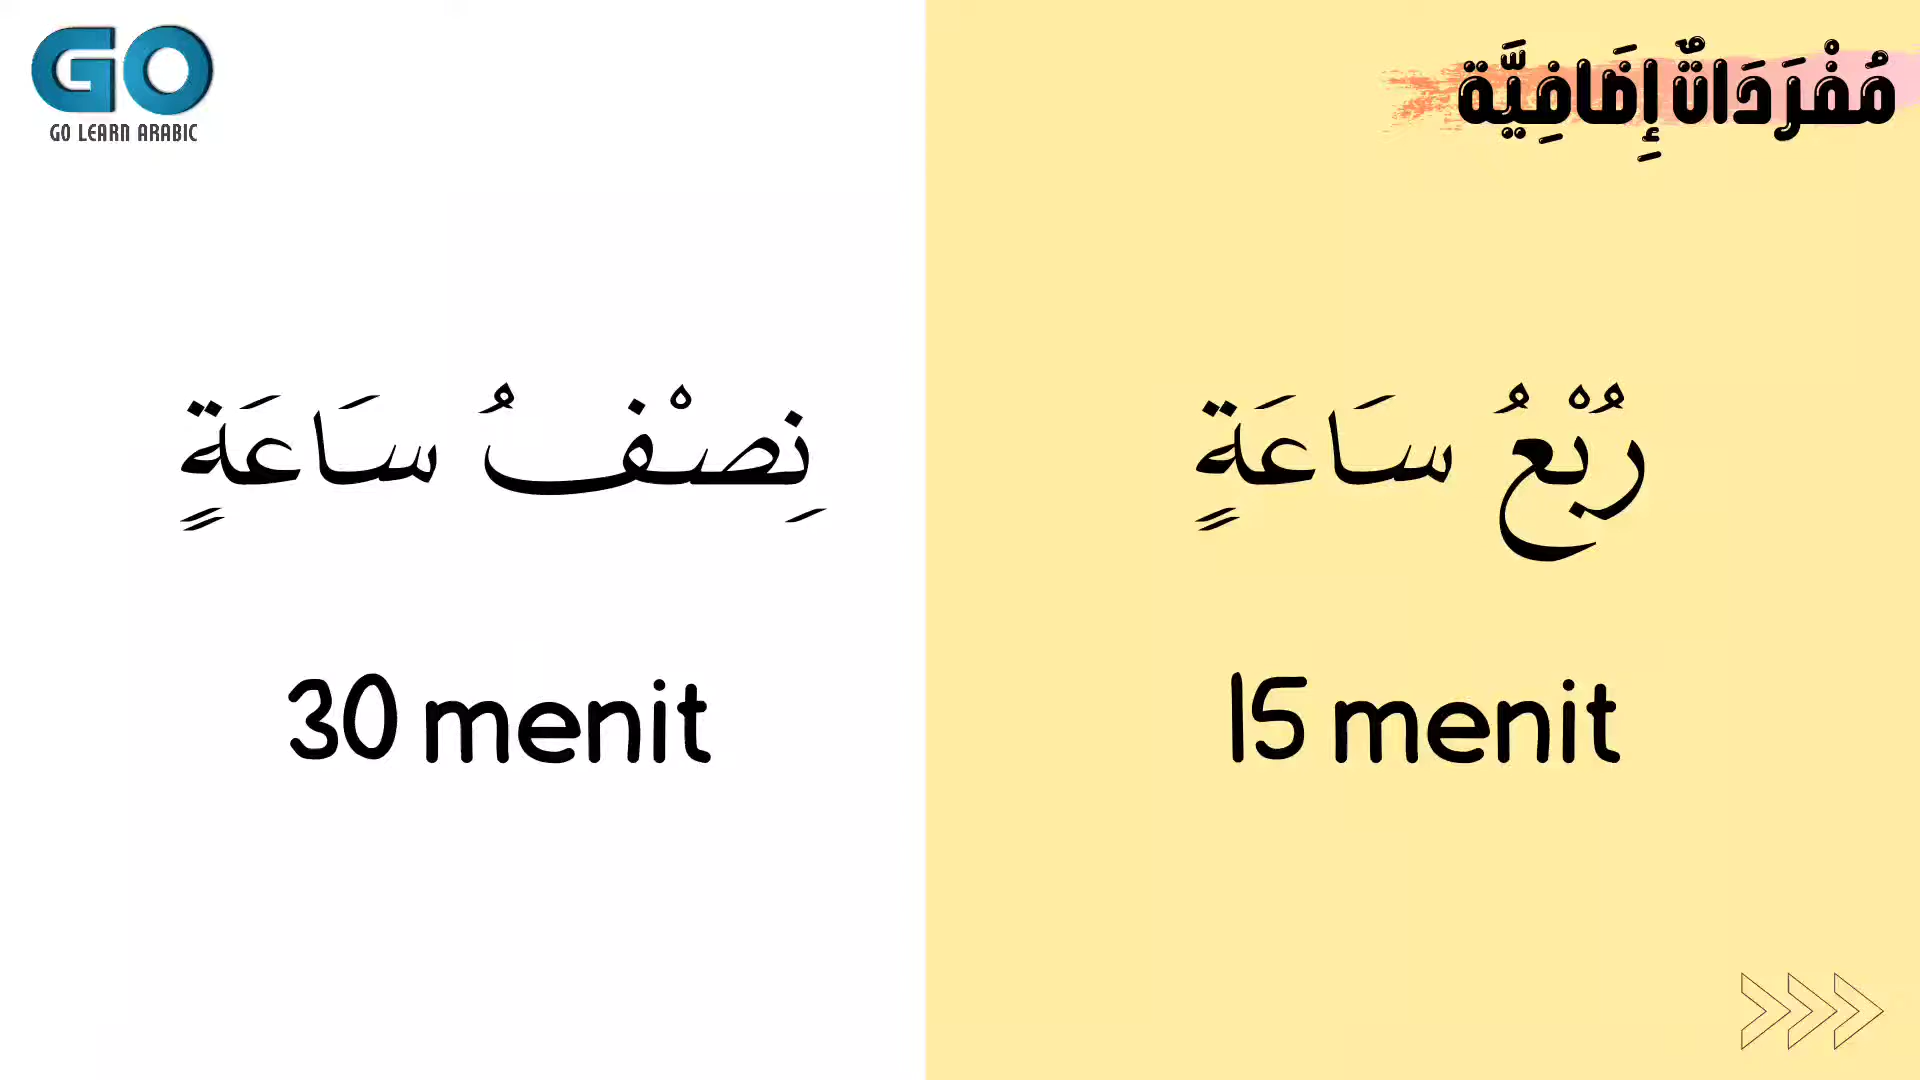 GO
GO LEARN ARABIC
مُفْرَدَاتٌ إِضَافِيَّة
رُبْعُ سَاعَةٍ
15 menit
نِصْفُ سَاعَةٍ
30 menit